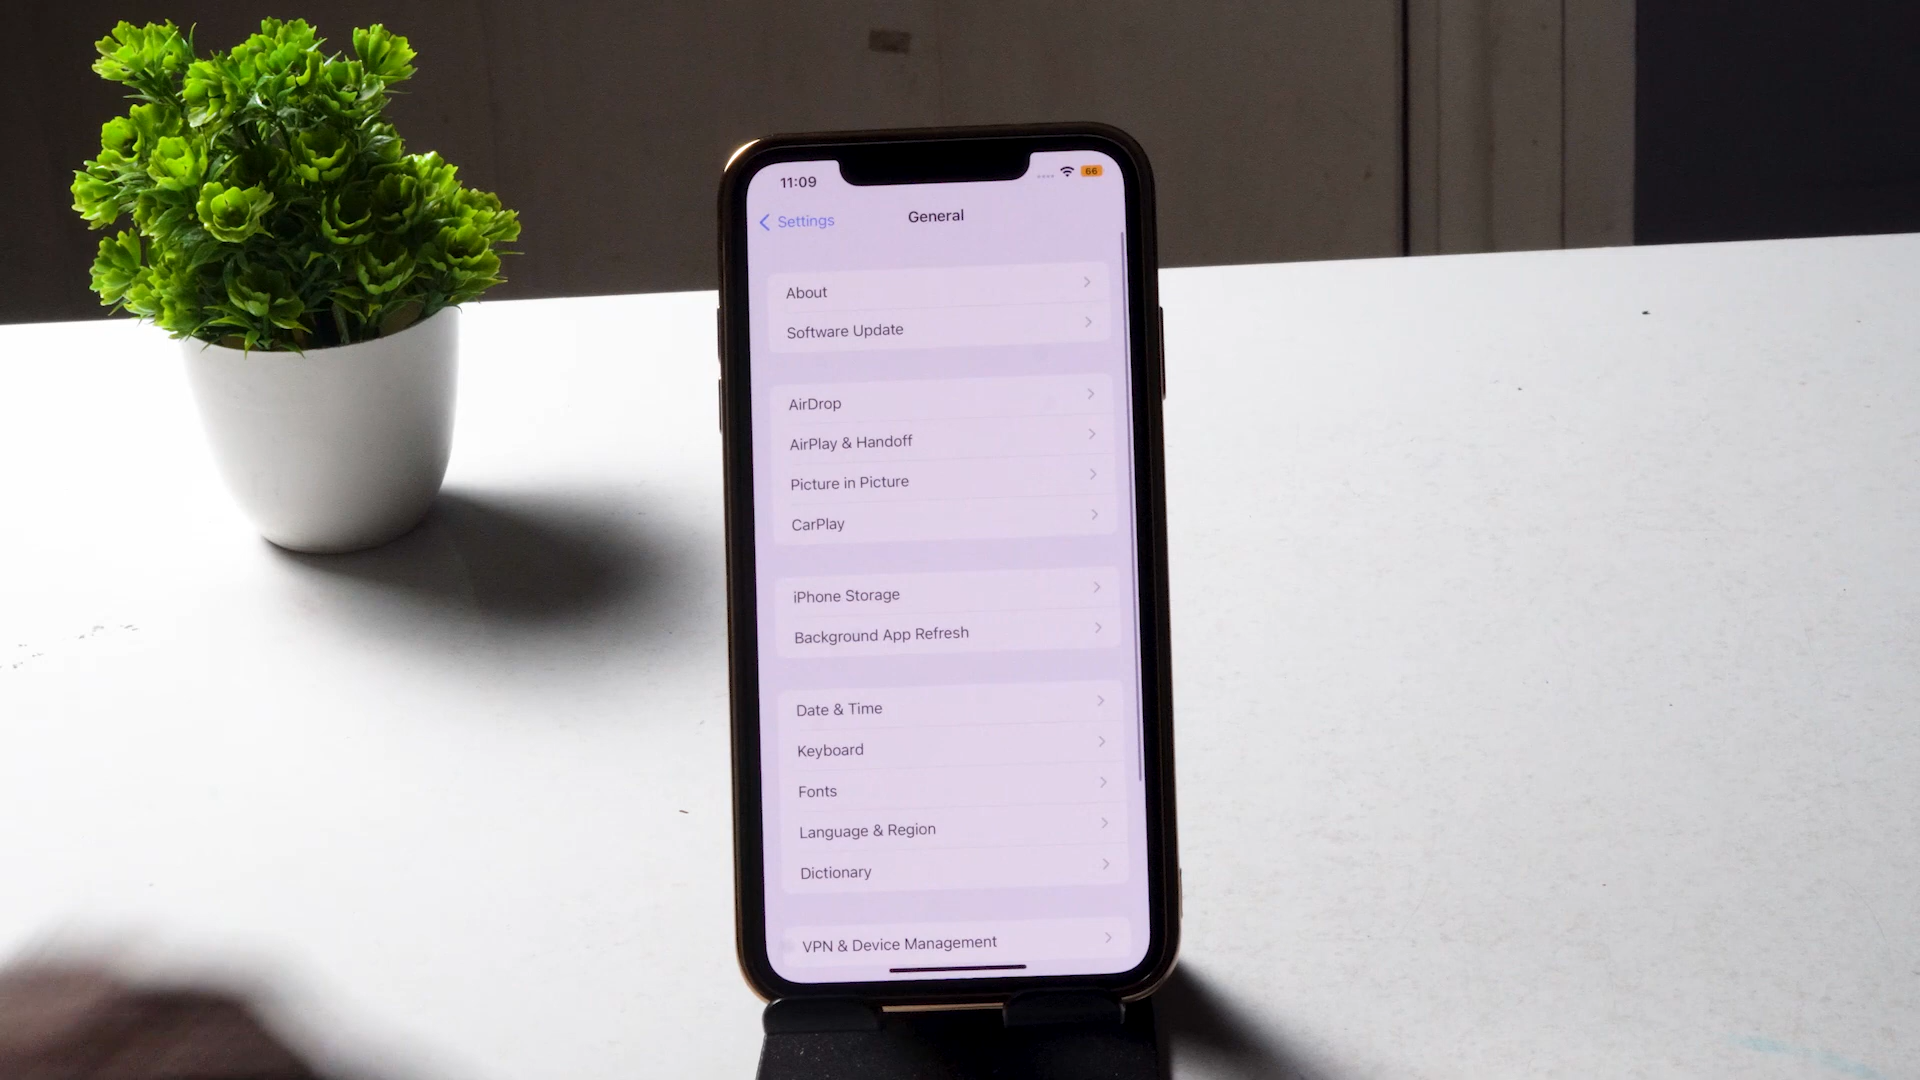 11:09
66
Settings
General
About
Software Update
AirDrop
AirPlay & Handoff
Picture in Picture
CarPlay
iPhone Storage
Background App Refresh
Date & Time
Keyboard
Fonts
Language & Region
Dictionary
VPN & Device Management